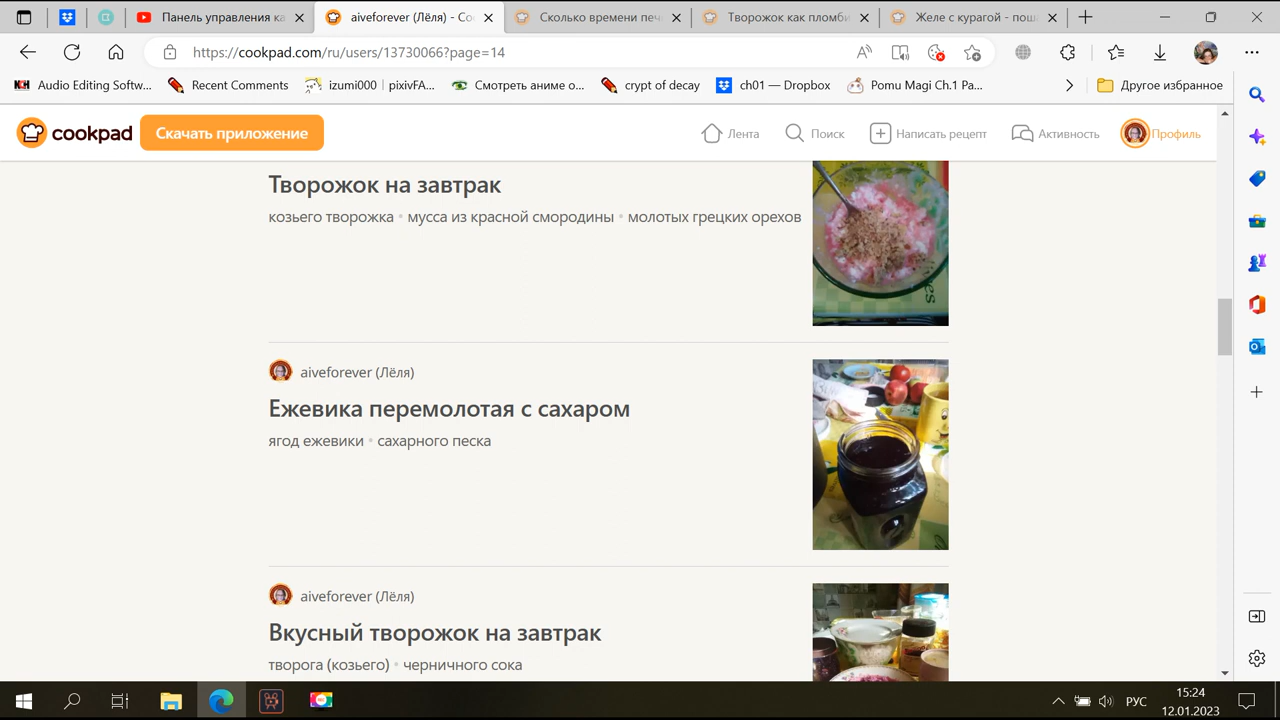 Панель управления ка
aiveforever (Лёля) - Co
Сколько времени печ
Творожок как пломби
Желе с курагой - пош
https://cookpad.com/ru/users/13730066?page=14
Audio Editing Softw...
Recent Comments
izumi000 | pixivFA...
Смотреть аниме о...
crypt of decay
ch01 — Dropbox
Pomu Magi Ch.1 Pa...
Другое избранное
cookpad
Скачать приложение
Лента
Поиск
Написать рецепт
Активность
Профиль
Творожок на завтрак
козьего творожка • мусса из красной смородины • молотых грецких орехов
aiveforever (Лёля)
Ежевика перемолотая с сахаром
ягод ежевики • сахарного песка
aiveforever (Лёля)
Вкусный творожок на завтрак
творога (козьего) • черничного сока
РУС
15:24
12.01.2023